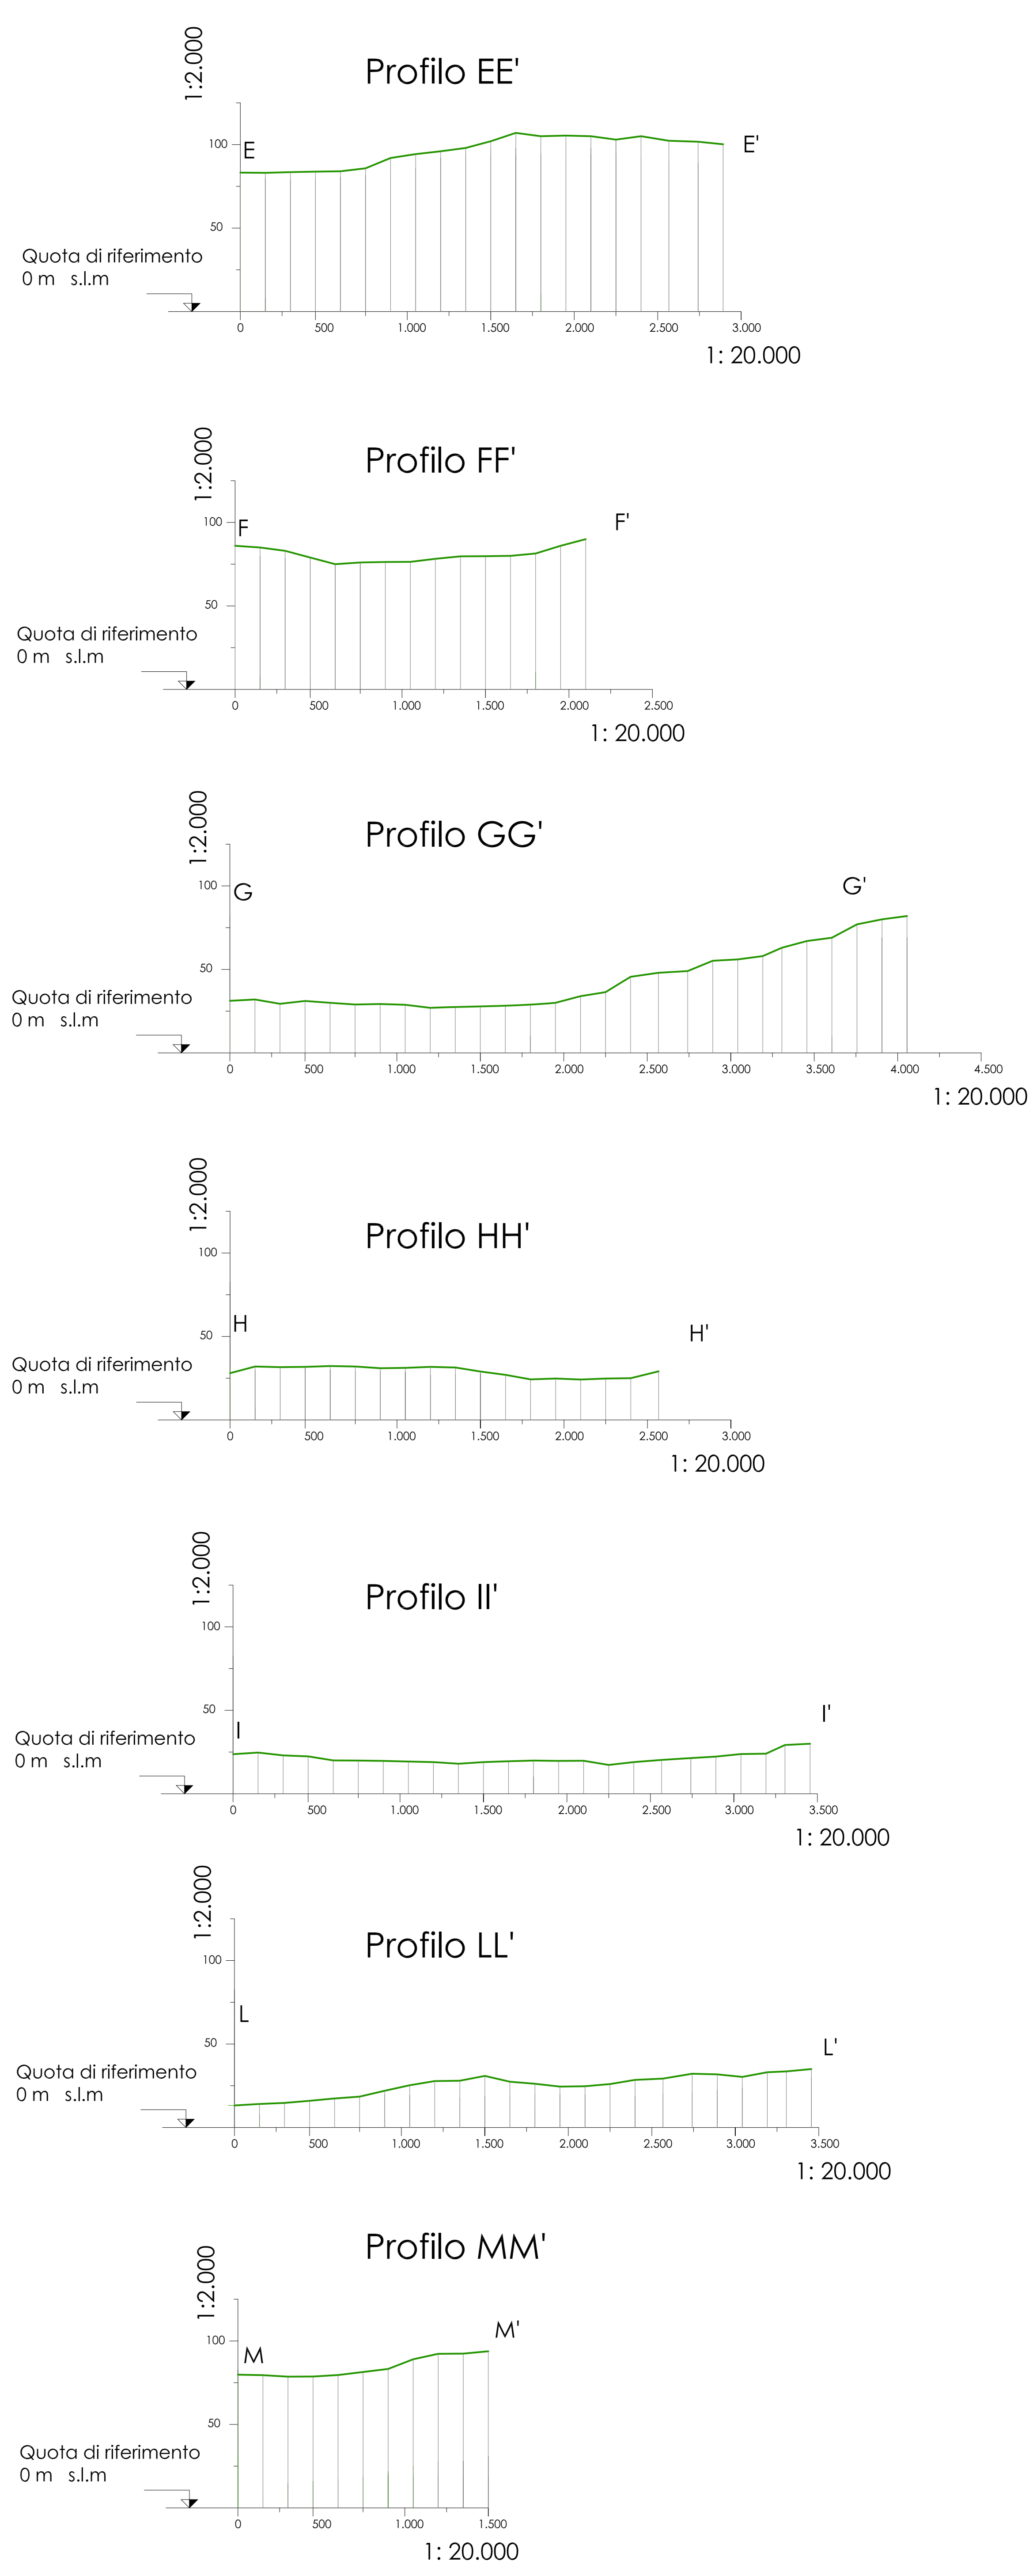 1:2.000
Profilo EE'
100
E
E'
50
Quota di riferimento
0 m s.l.m
0 500 1.000 1.500 2.000 2.500 3.000
1: 20.000
1:2.000
Profilo FF'
100
F
F'
50
Quota di riferimento
0 m s.l.m
0 500 1.000 1.500 2.000 2.500
1: 20.000
1:2.000
Profilo GG'
100
G
G'
50
Quota di riferimento
0 m s.l.m
0 500 1.000 1.500 2.000 2.500 3.000 3.500 4.000 4.500
1: 20.000
1:2.000
Profilo HH'
100
H
50
H'
Quota di riferimento
0 m s.l.m
0 500 1.000 1.500 2.000 2.500 3.000
1: 20.000
1:2.000
Profilo II'
100
50
I
I'
Quota di riferimento
0 m s.l.m
0 500 1.000 1.500 2.000 2.500 3.000 3.500
1: 20.000
1:2.000
Profilo LL'
100
L
50
L'
Quota di riferimento
0 m s.l.m
0 500 1.000 1.500 2.000 2.500 3.000 3.500
1: 20.000
1:2.000
Profilo MM'
100
M
M'
50
Quota di riferimento
0 m s.l.m
0 500 1.000 1.500
1: 20.000